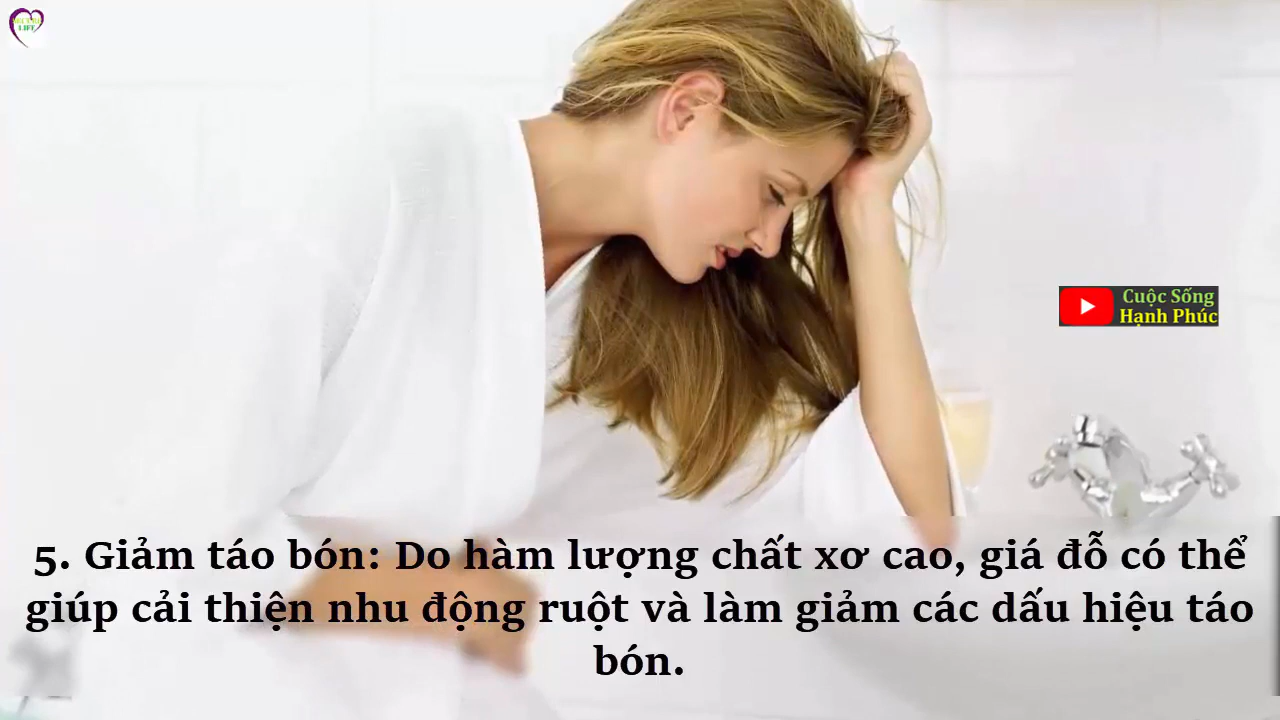 LIFE
Cuộc Sống
Hạnh Phúc
5. Giảm táo bón: Do hàm lượng chất xơ cao, giá đỗ có thể
giúp cải thiện nhu động ruột và làm giảm các dấu hiệu táo
bón.